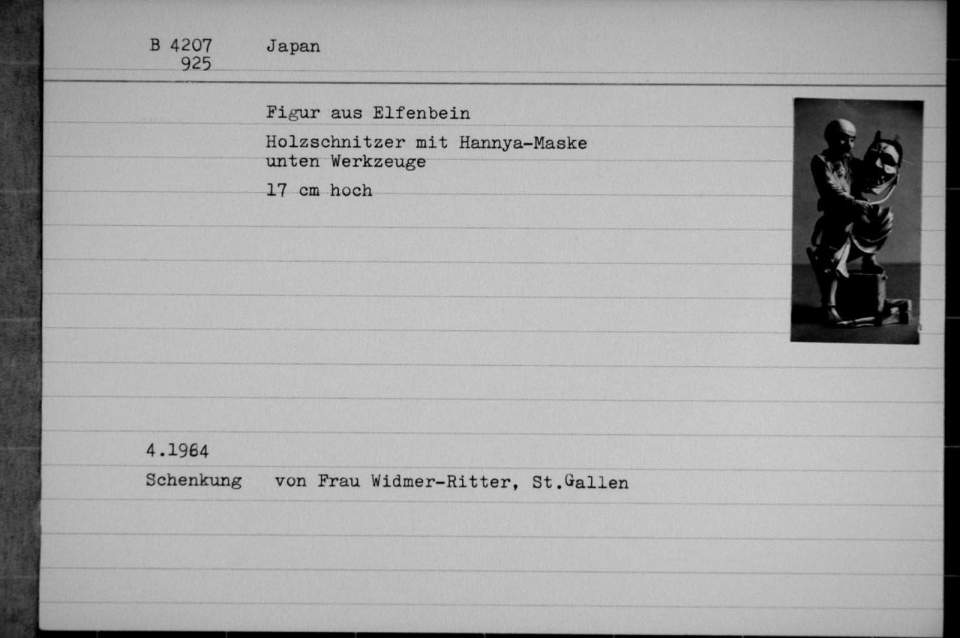 B 4207 Japan
925
Figur aus Elfenbein
Holzschnitzer mit Hannya-Maske
unten Werkzeuge
17 cm hoch
4.1964
Schenkung von Frau Widmer-Ritter, St.Gallen